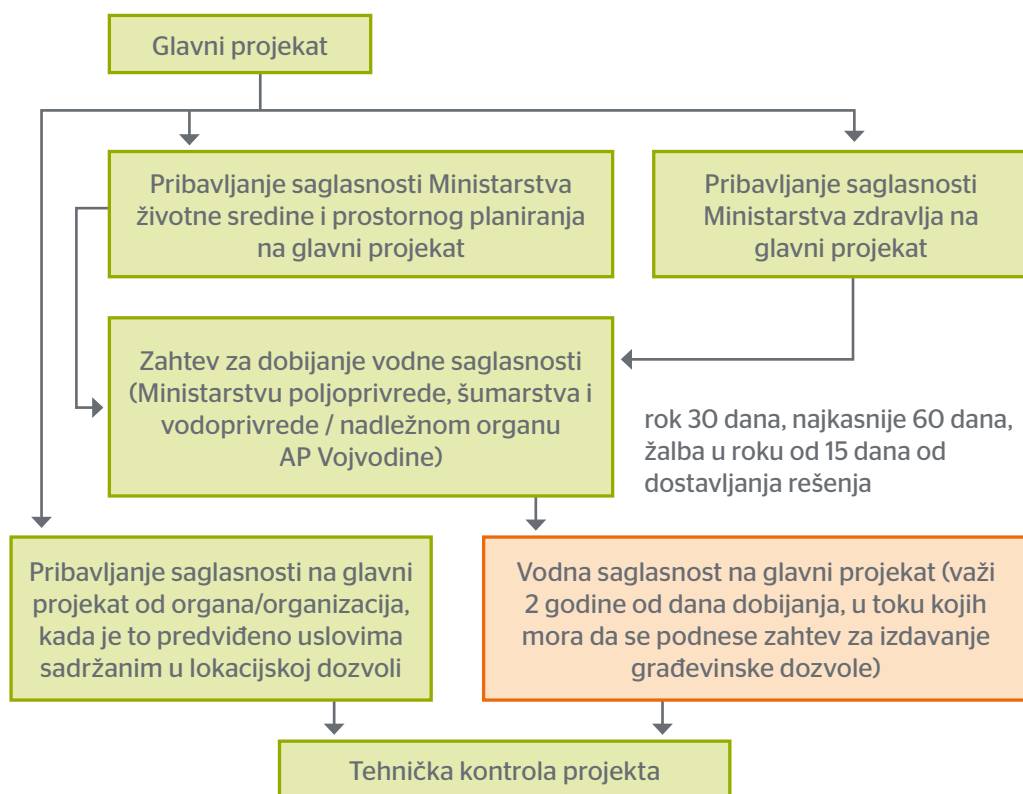 Glavni projekat
Pribavljanje saglasnosti Ministarstva
životne sredine i prostornog planiranja
na glavni projekat
Pribavljanje saglasnosti
Ministarstva zdravlja na
glavni projekat
Zahtev za dobijanje vodne saglasnosti
(Ministarstvu poljoprivrede, šumarstva i
vodoprivrede / nadležnom organu
AP Vojvodine)
rok 30 dana, najkasnije 60 dana,
žalba u roku od 15 dana od
dostavljanja rešenja
Pribavljanje saglasnosti na glavni
projekat od organa/organizacija,
kada je to predviđeno uslovima
sadržanim u lokacijskoj dozvoli
Vodna saglasnost na glavni projekat (važi
2 godine od dana dobijanja, u toku kojih
mora da se podnese zahtev za izdavanje
građevinske dozvole)
Tehnička kontrola projekta